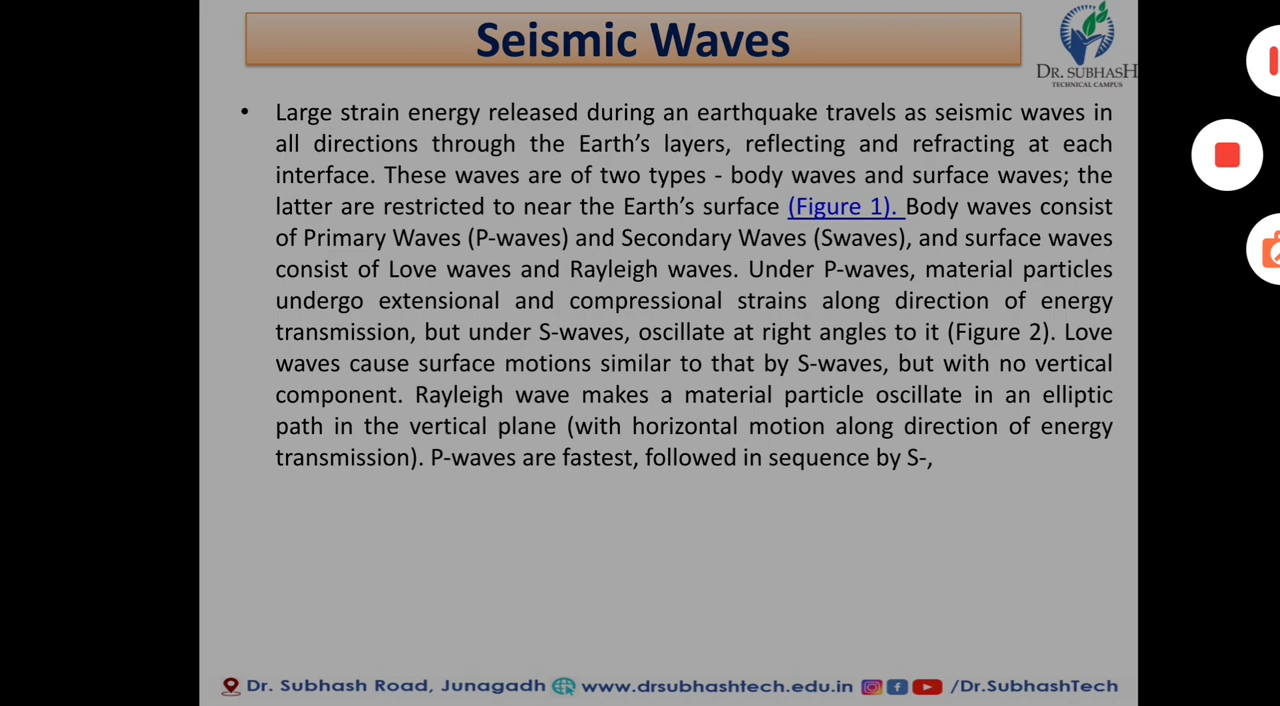 Seismic Waves
DR. SUBHASH
TECHNICAL CAMPUS
• Large strain energy released during an earthquake travels as seismic waves in
all directions through the Earth's layers, reflecting and refracting at each
interface. These waves are of two types - body waves and surface waves; the
latter are restricted to near the Earth's surface (Figure 1). Body waves consist
of Primary Waves (P-waves) and Secondary Waves (Swaves), and surface waves
consist of Love waves and Rayleigh waves. Under P-waves, material particles
undergo extensional and compressional strains along direction of energy
transmission, but under S-waves, oscillate at right angles to it (Figure 2). Love
waves cause surface motions similar to that by S-waves, but with no vertical
component. Rayleigh wave makes a material particle oscillate in an elliptic
path in the vertical plane (with horizontal motion along direction of energy
transmission). P-waves are fastest, followed in sequence by S-,
Dr. Subhash Road, Junagadh www.drsubhashtech.edu.in /Dr.SubhashTech